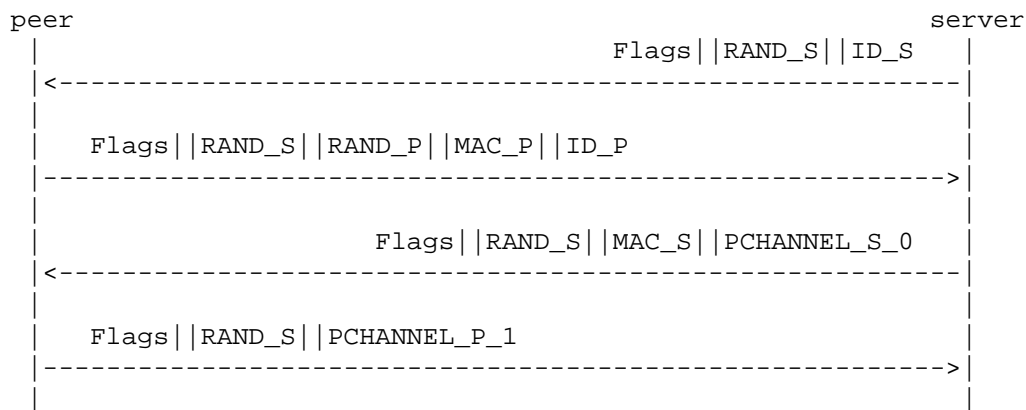 peer server
Flags||RAND_S||ID_S
Flags||RAND_S||RAND_P||MAC_P||ID_P
Flags||RAND_S||MAC_S||PCHANNEL_S_0
Flags||RAND_S||PCHANNEL_P_1